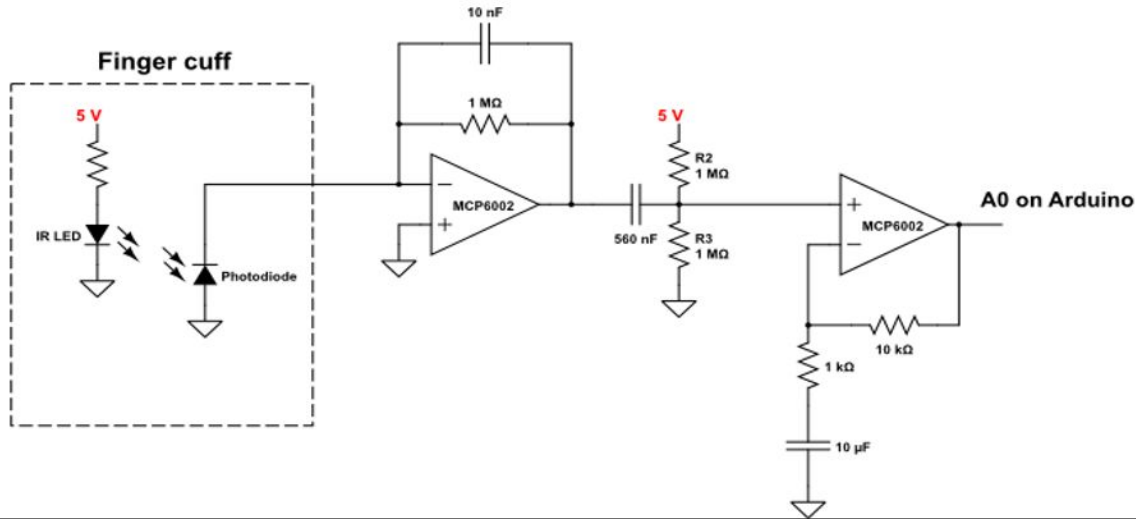 10 nF
Finger cuff
5 V
1 MΩ
5 V
R2
1 MΩ
MCP6002
MCP6002
A0 on Arduino
IR LED
560 nF
R3
1 MΩ
Photodiode
10 kΩ
1 kΩ
10 µF